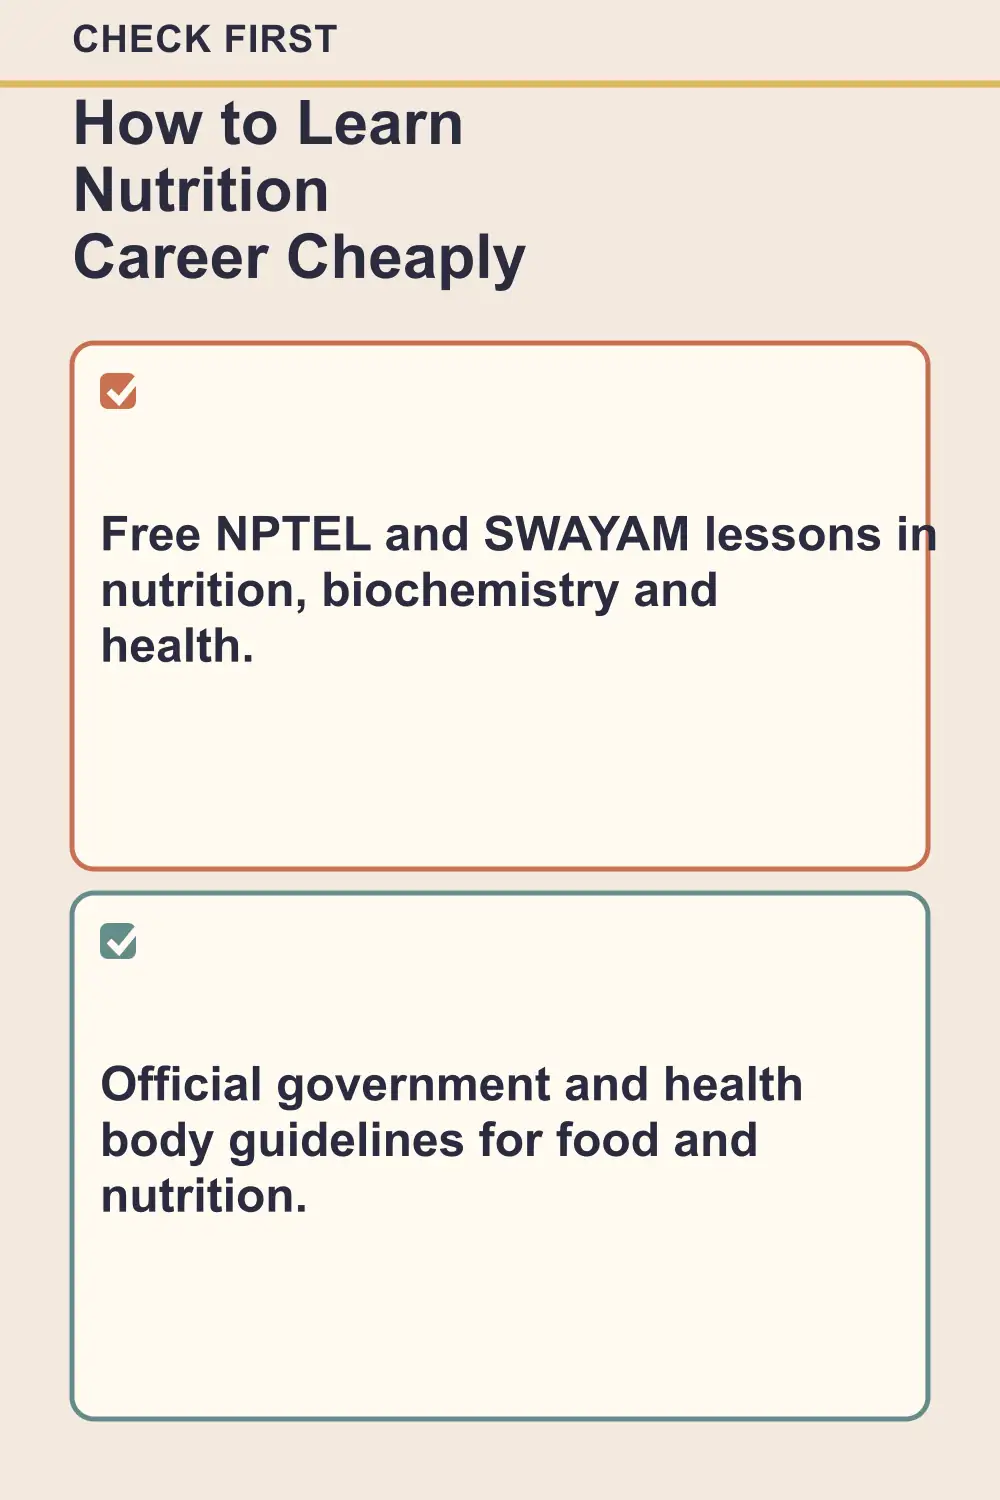 CHECK FIRST
How to Learn
Nutrition
Career Cheaply
Free NPTEL and SWAYAM lessons in
nutrition, biochemistry and
health.
Official government and health
body guidelines for food and
nutrition.